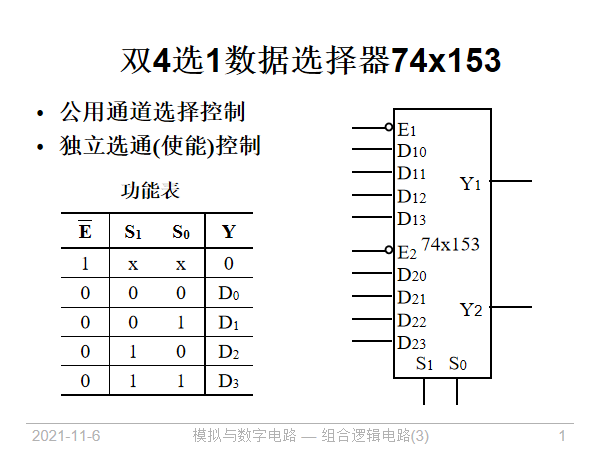 双4选1数据选择器74x153
• 公用通道选择控制
• 独立选通(使能)控制
功能表
E̅ S₁ S₀ Y
1 x x 0
0 0 0 D₀
0 0 1 D₁
0 1 0 D₂
0 1 1 D₃
E1
D10
D11
D12
D13
Y1
E2
74x153
D20
D21
D22
D23
Y2
S1 S0
2021-11-6 模拟与数字电路 — 组合逻辑电路(3) 1